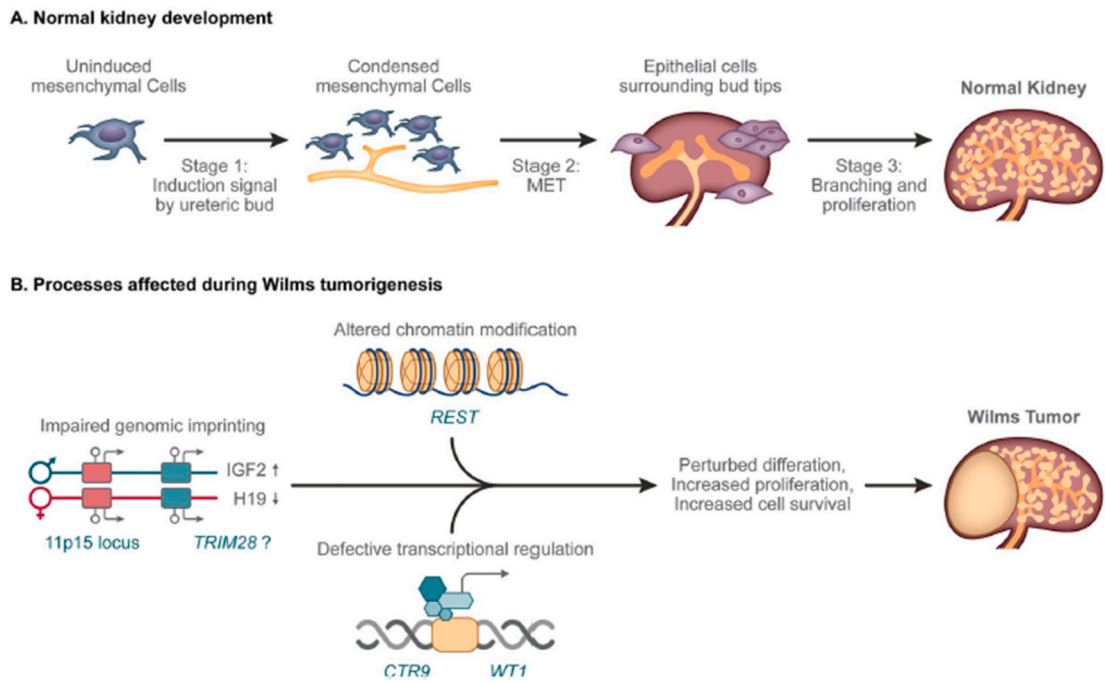 A. Normal kidney development
Uninduced
mesenchymal Cells
Condensed
mesenchymal Cells
Epithelial cells
surrounding bud tips
Normal Kidney
Stage 1:
Induction signal
by ureteric bud
Stage 2:
MET
Stage 3:
Branching and
proliferation
B. Processes affected during Wilms tumorigenesis
Altered chromatin modification
REST
Impaired genomic imprinting
IGF2 ↑
H19 ↓
11p15 locus
TRIM28 ?
Perturbed differation,
Increased proliferation,
Increased cell survival
Wilms Tumor
Defective transcriptional regulation
CTR9
WT1